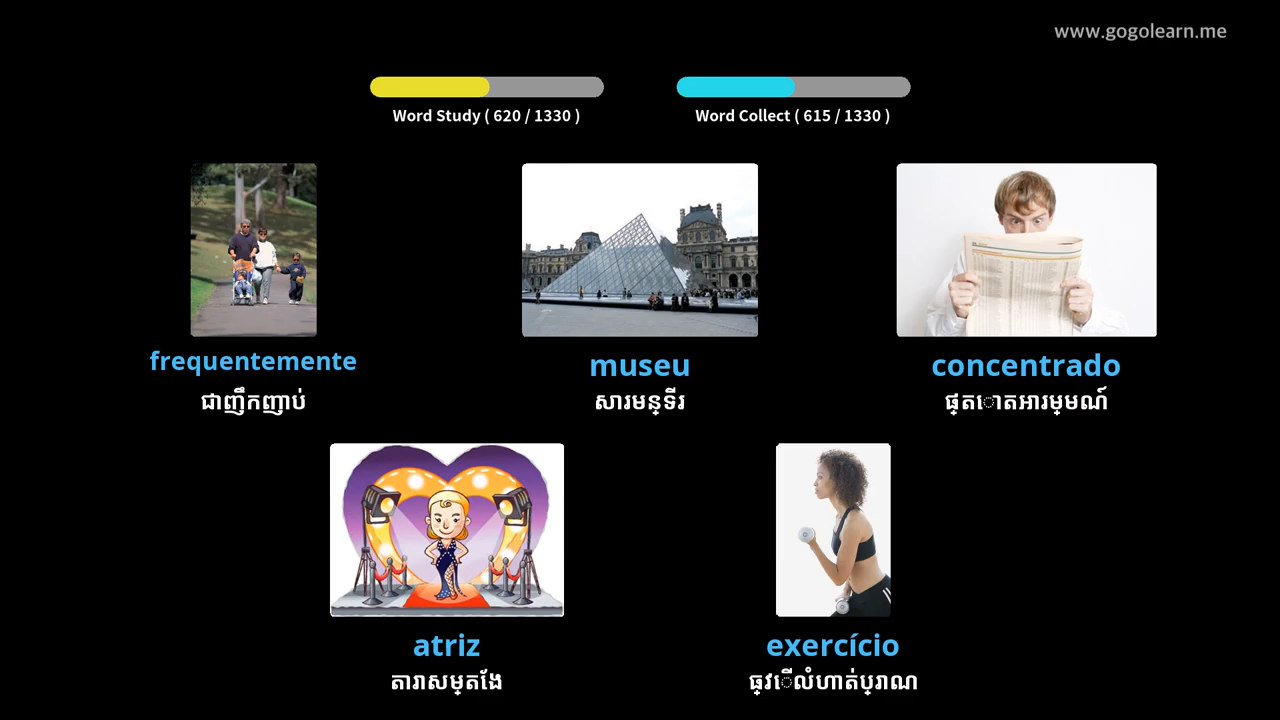 www.gogolearn.me
Word Study ( 620 / 1330 )
Word Collect ( 615 / 1330 )
frequentemente
ជាញឹកញាប់
museu
សារមន្ទីរ
concentrado
ផ្តោតអារម្មណ៍
atriz
តារាសម្តែង
exercício
ធ្វើលំហាត់ប្រាណ